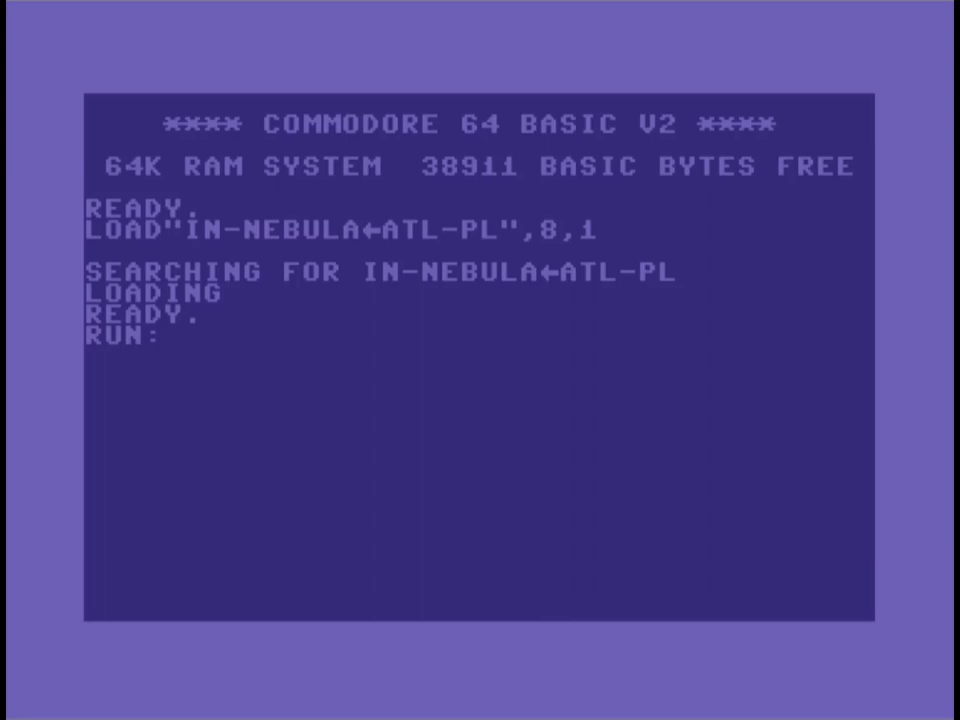 **** COMMODORE 64 BASIC V2 ****
64K RAM SYSTEM  38911 BASIC BYTES FREE
READY.
LOAD"IN-NEBULA←ATL-PL",8,1
SEARCHING FOR IN-NEBULA←ATL-PL
LOADING
READY.
RUN: